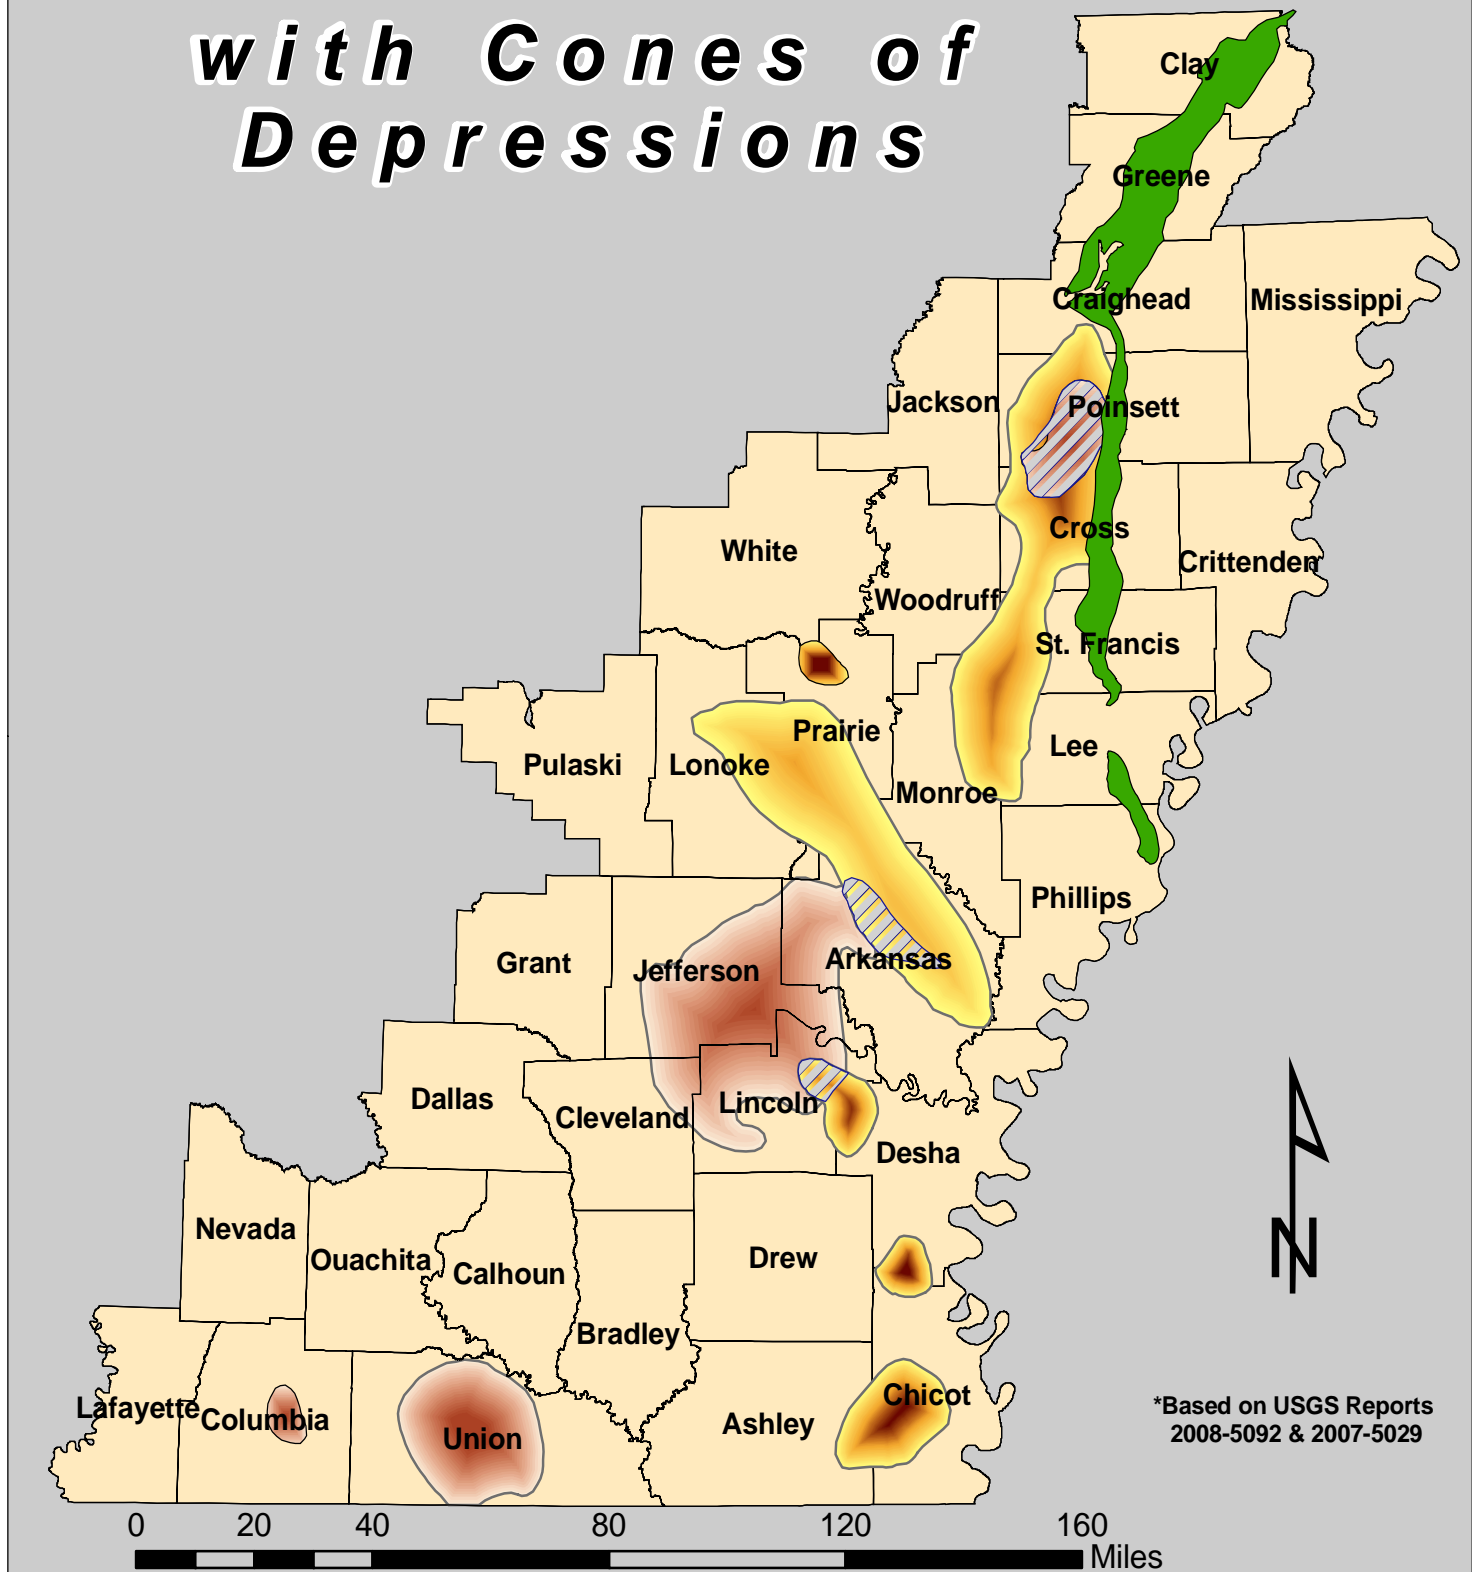 with Cones of
Depressions
Clay
Greene
Craighead
Mississippi
Jackson
Poinsett
Cross
White
Crittenden
Woodruff
St. Francis
Prairie
Lee
Pulaski
Lonoke
Monroe
Phillips
Arkansas
Grant
Jefferson
Dallas
Lincoln
Cleveland
Desha
Nevada
Ouachita
Calhoun
Drew
N
Bradley
Chicot
Lafayette
Columbia
Ashley
Union
*Based on USGS Reports
2008-5092 & 2007-5029
0 20 40 80 120 160
Miles